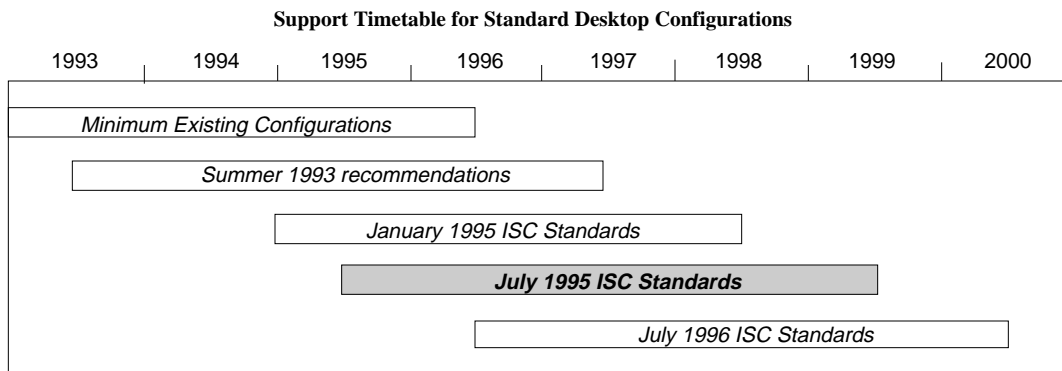 Support Timetable for Standard Desktop Configurations
1993 1994 1995 1996 1997 1998 1999 2000
Minimum Existing Configurations
Summer 1993 recommendations
January 1995 ISC Standards
July 1995 ISC Standards
July 1996 ISC Standards